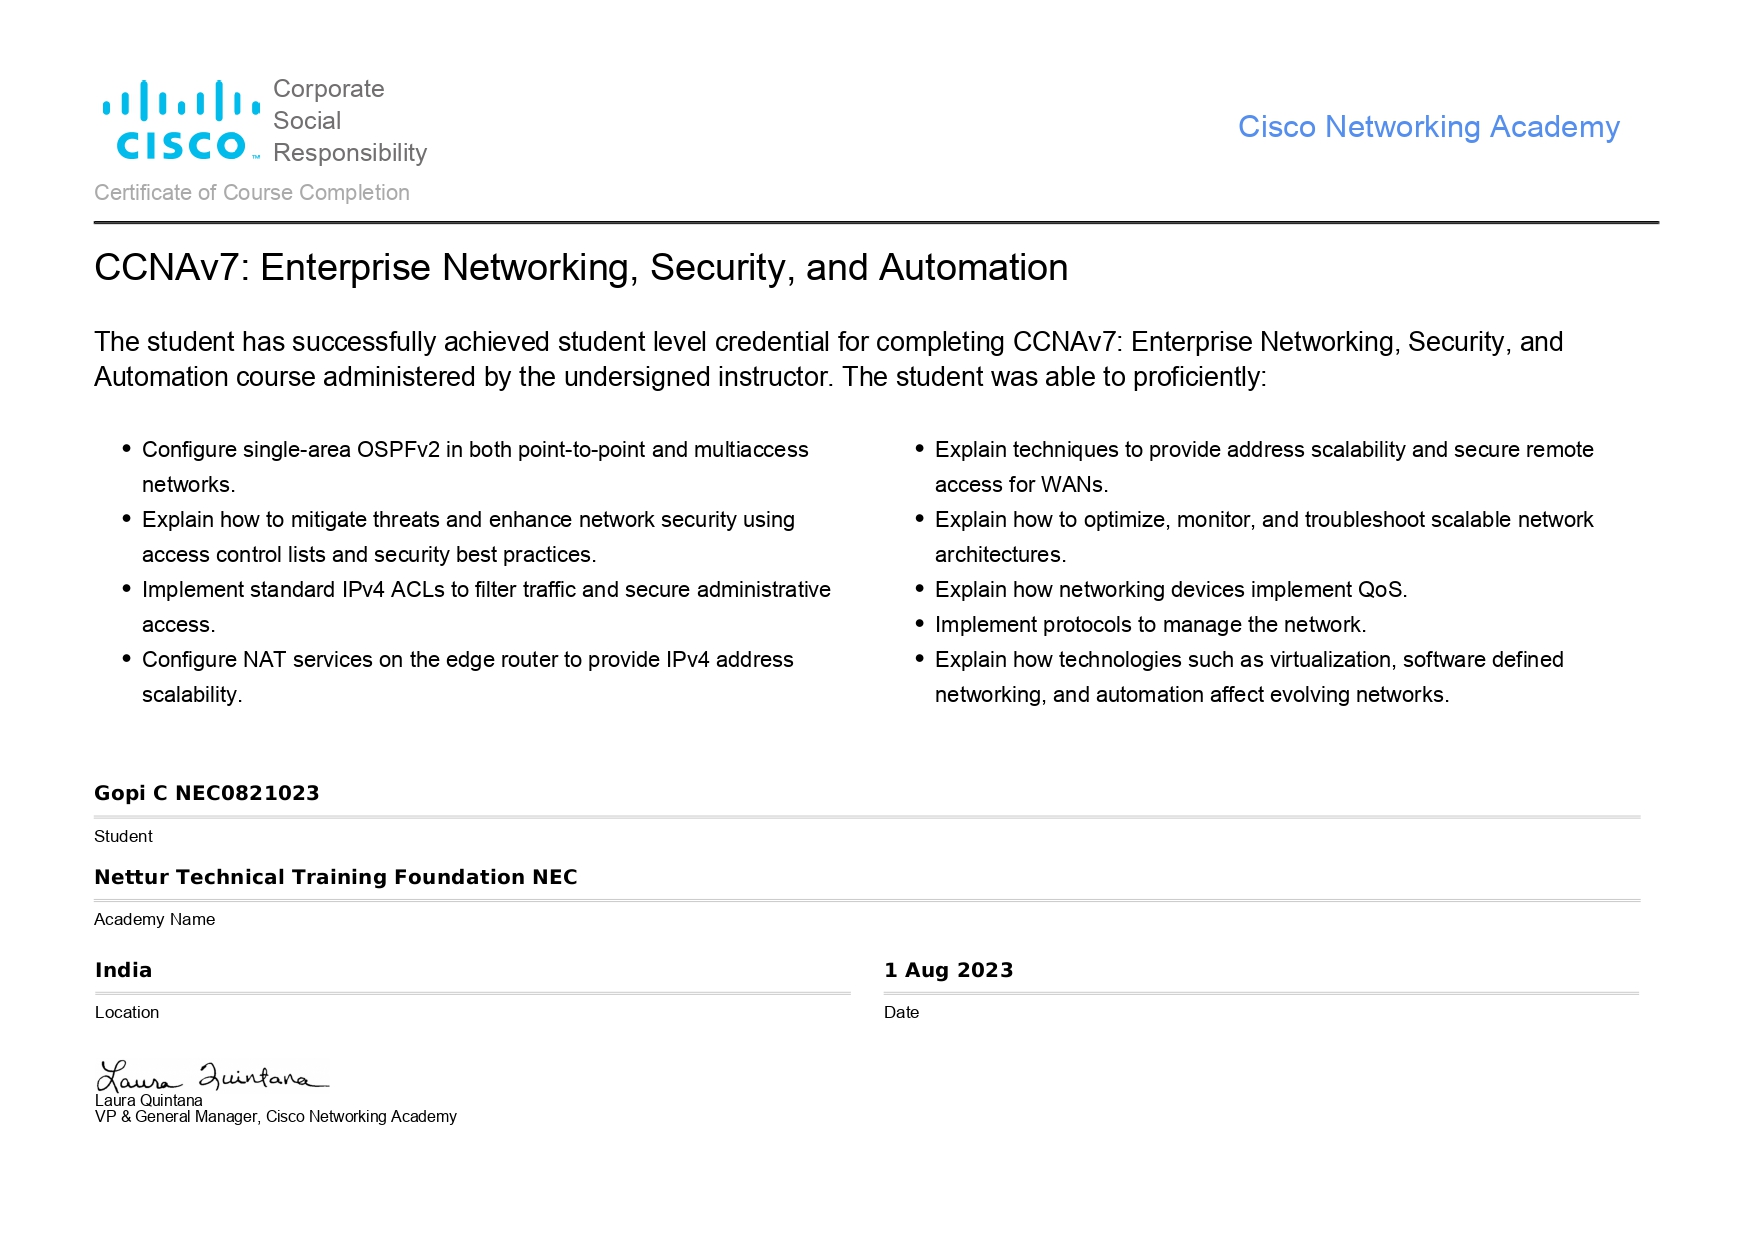 CISCO
™
Corporate
Social
Responsibility
Cisco Networking Academy
Certificate of Course Completion
CCNAv7: Enterprise Networking, Security, and Automation
The student has successfully achieved student level credential for completing CCNAv7: Enterprise Networking, Security, and
Automation course administered by the undersigned instructor. The student was able to proficiently:
• Configure single-area OSPFv2 in both point-to-point and multiaccess
networks.
• Explain how to mitigate threats and enhance network security using
access control lists and security best practices.
• Implement standard IPv4 ACLs to filter traffic and secure administrative
access.
• Configure NAT services on the edge router to provide IPv4 address
scalability.
• Explain techniques to provide address scalability and secure remote
access for WANs.
• Explain how to optimize, monitor, and troubleshoot scalable network
architectures.
• Explain how networking devices implement QoS.
• Implement protocols to manage the network.
• Explain how technologies such as virtualization, software defined
networking, and automation affect evolving networks.
Gopi C NEC0821023
Student
Nettur Technical Training Foundation NEC
Academy Name
India
Location
1 Aug 2023
Date
Laura Quintana
Laura Quintana
VP & General Manager, Cisco Networking Academy